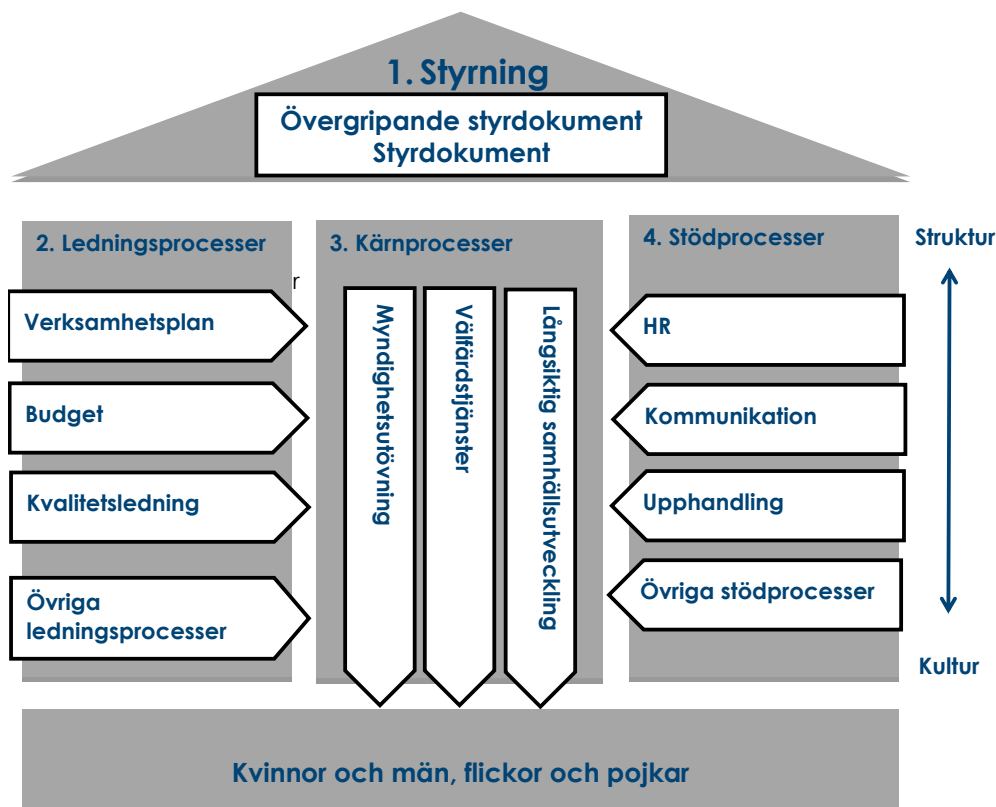 1. Styrning
Övergripande styrdokument
Styrdokument
2. Ledningsprocesser
r
Verksamhetsplan
Budget
Kvalitetsledning
Övriga
ledningsprocesser
3. Kärnprocesser
Myndighetsutövning
Välfärdstjänster
Långsiktig samhällsutveckling
4. Stödprocesser
HR
Kommunikation
Upphandling
Övriga stödprocesser
Struktur
Kultur
Kvinnor och män, flickor och pojkar